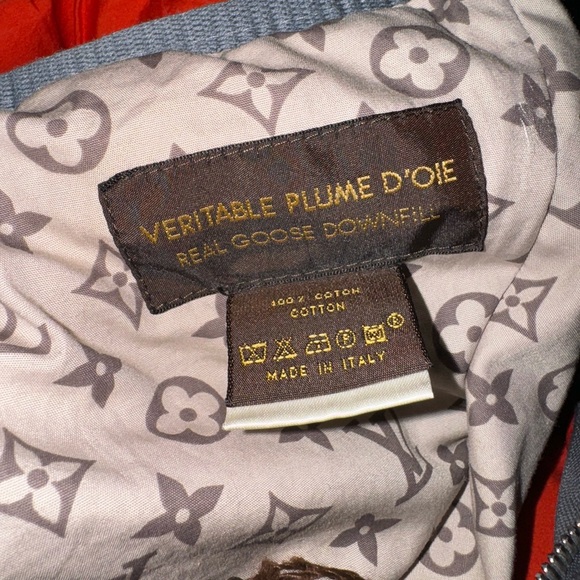 VERITABLE PLUME D'OIE
REAL GOOSE DOWNFILL
100% COTON
COTTON
MADE IN ITALY